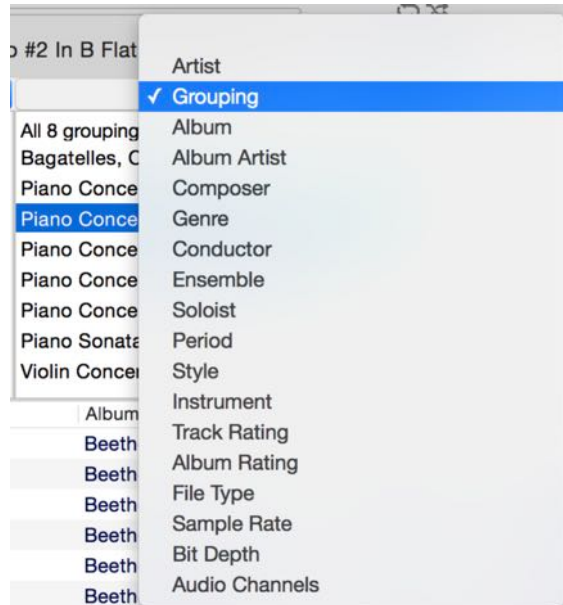 #2 In B Flat
Artist
✓ Grouping
Album
Album Artist
Composer
Genre
Conductor
Ensemble
Soloist
Period
Style
Instrument
Track Rating
Album Rating
File Type
Sample Rate
Bit Depth
Audio Channels
All 8 grouping
Bagatelles,
Piano Conce
Piano Conce
Piano Conce
Piano Conce
Piano Conce
Piano Sonata
Violin Concer
Album
Beeth
Beeth
Beeth
Beeth
Beeth
Beeth